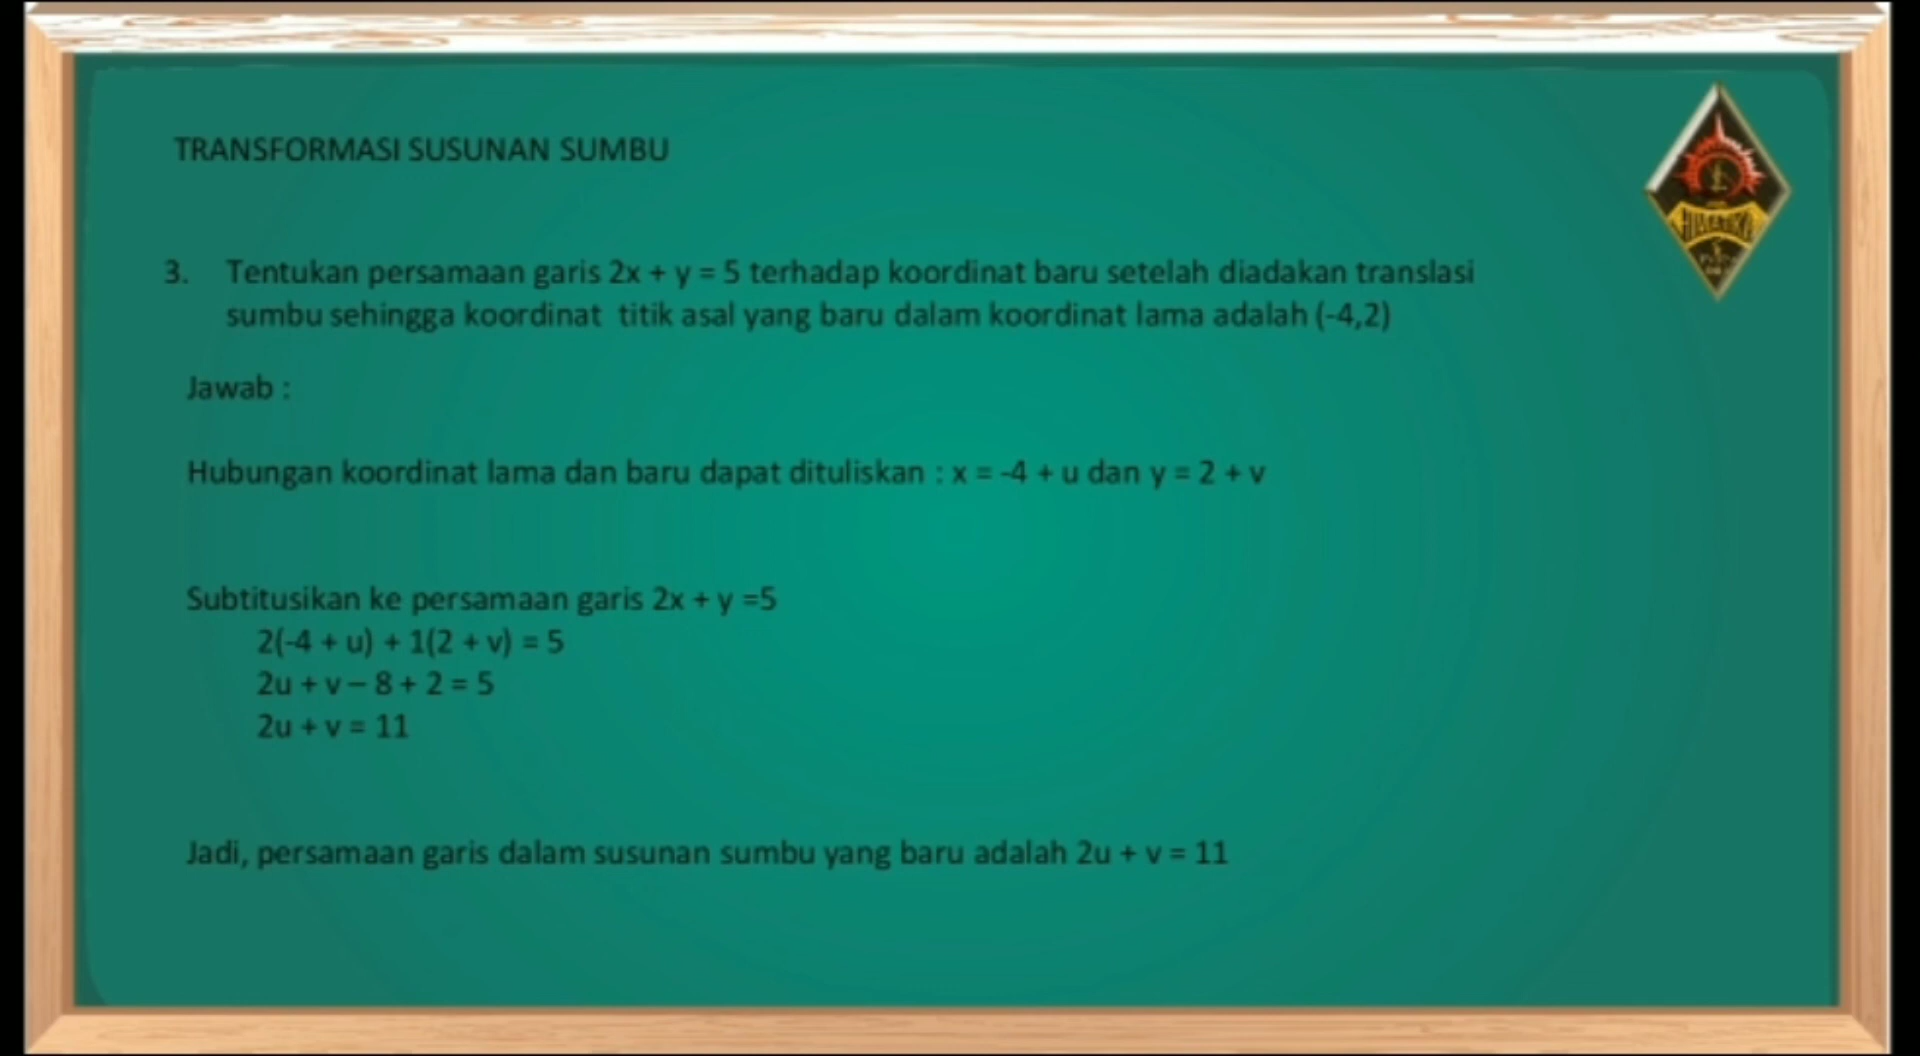 TRANSFORMASI SUSUNAN SUMBU
3. Tentukan persamaan garis 2x + y = 5 terhadap koordinat baru setelah diadakan translasi
sumbu sehingga koordinat titik asal yang baru dalam koordinat lama adalah (-4,2)
Jawab :
Hubungan koordinat lama dan baru dapat dituliskan : x = -4 + u dan y = 2 + v
Subtitusikan ke persamaan garis 2x + y =5
2(-4 + u) + 1(2 + v) = 5
2u + v – 8 + 2 = 5
2u + v = 11
Jadi, persamaan garis dalam susunan sumbu yang baru adalah 2u + v = 11